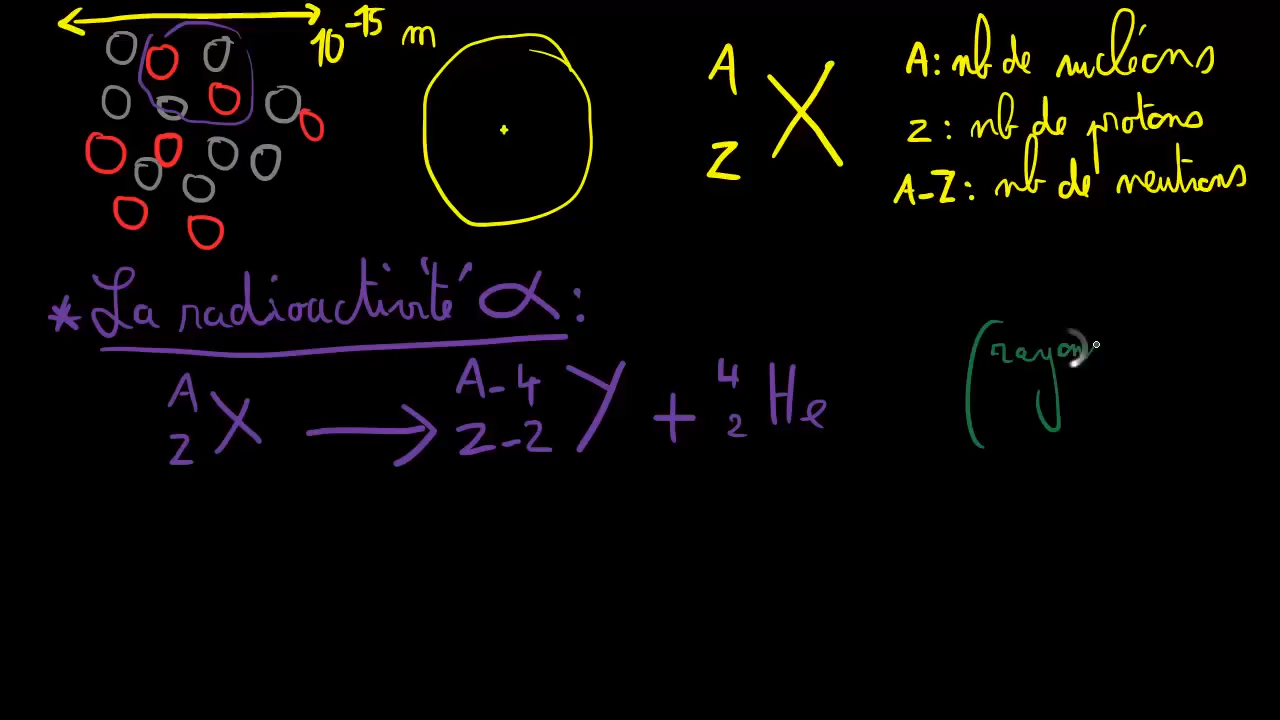 10⁻¹⁵ m
A
Z X
A: nb de nucléons
Z: nb de protons
A-Z: nb de neutrons
* La radioactivité α:
A
Z X → A-4
Z-2 Y + 4
2 He
(rayon